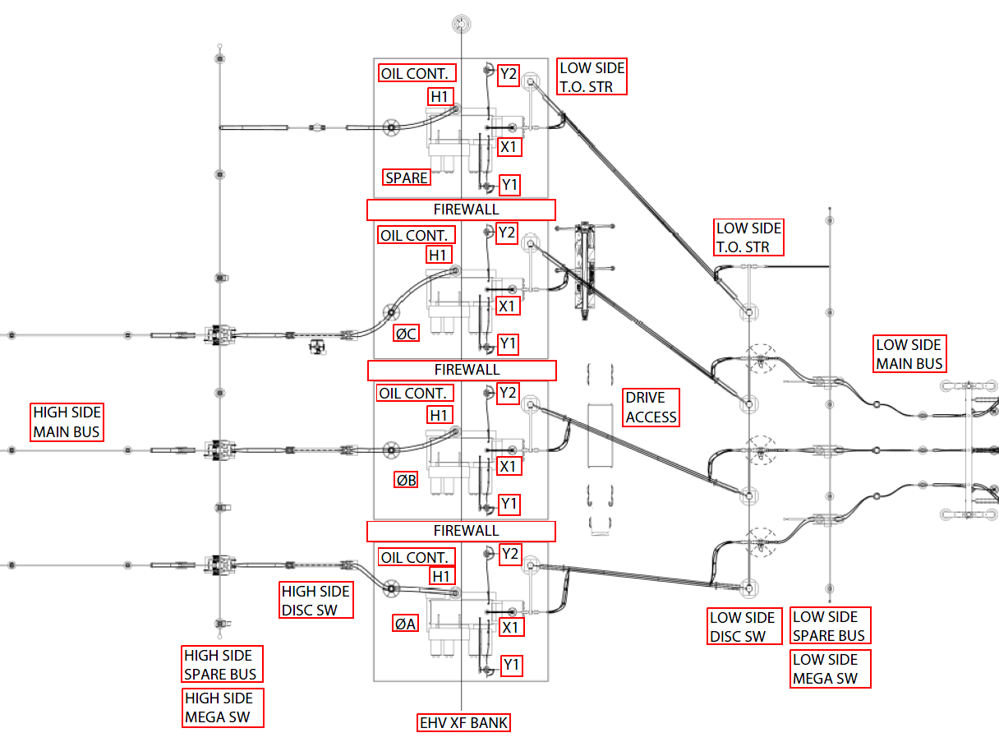 OIL CONT.
Y2
LOW SIDE
T.O. STR
H1
X1
SPARE
Y1
FIREWALL
OIL CONT.
Y2
H1
LOW SIDE
T.O. STR
X1
ØC
Y1
LOW SIDE
MAIN BUS
FIREWALL
OIL CONT.
Y2
DRIVE
ACCESS
HIGH SIDE
MAIN BUS
H1
X1
ØB
Y1
FIREWALL
OIL CONT.
Y2
H1
HIGH SIDE
DISC SW
ØA
X1
LOW SIDE
DISC SW
LOW SIDE
SPARE BUS
HIGH SIDE
SPARE BUS
Y1
LOW SIDE
MEGA SW
HIGH SIDE
MEGA SW
EHV XF BANK